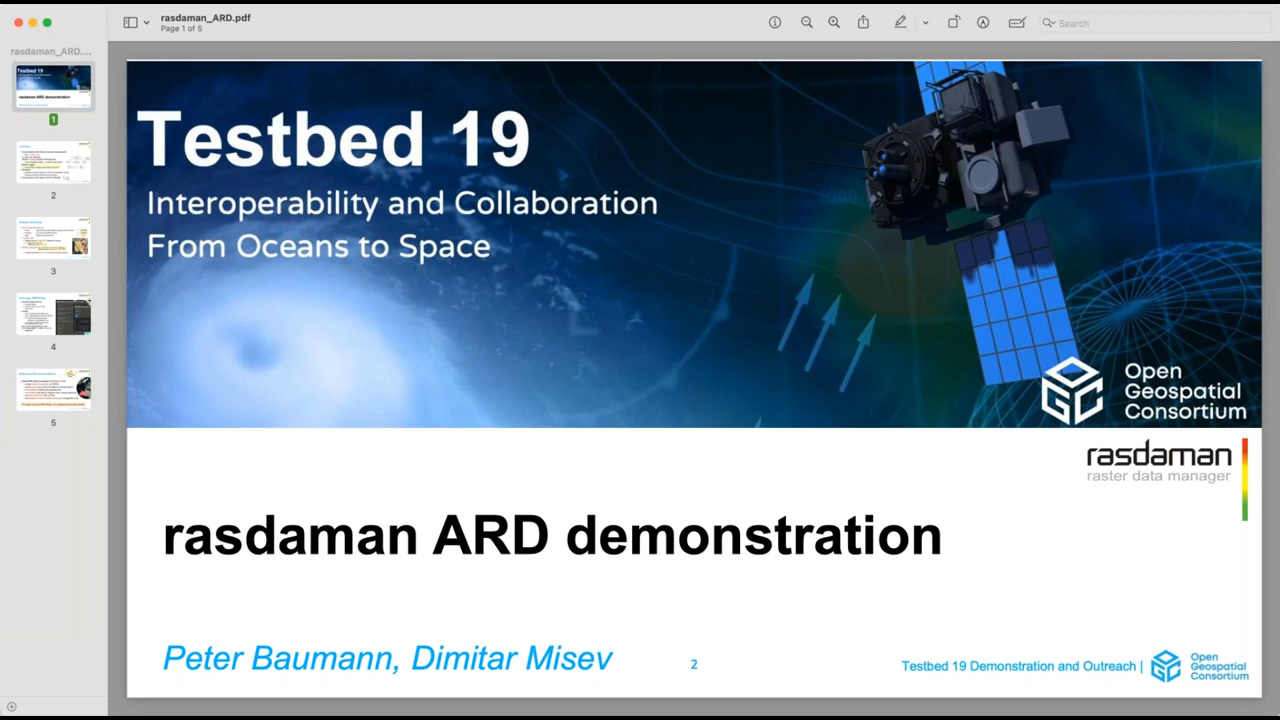 rasdaman_ARD.pdf
Page 1 of 5
Search
rasdaman_ARD....
1
2
3
4
5
Testbed 19
Interoperability and Collaboration
From Oceans to Space
Open
Geospatial
Consortium
rasdaman
raster data manager
rasdaman ARD demonstration
Peter Baumann, Dimitar Misev
2
Testbed 19 Demonstration and Outreach |
Open
Geospatial
Consortium